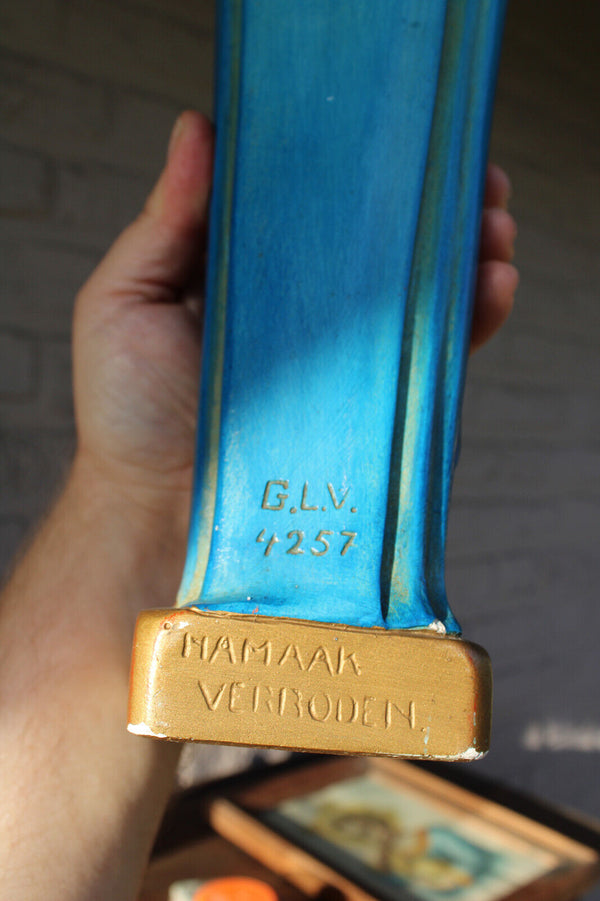 G.L.V.
4257
NAMAAK
VERBODEN.